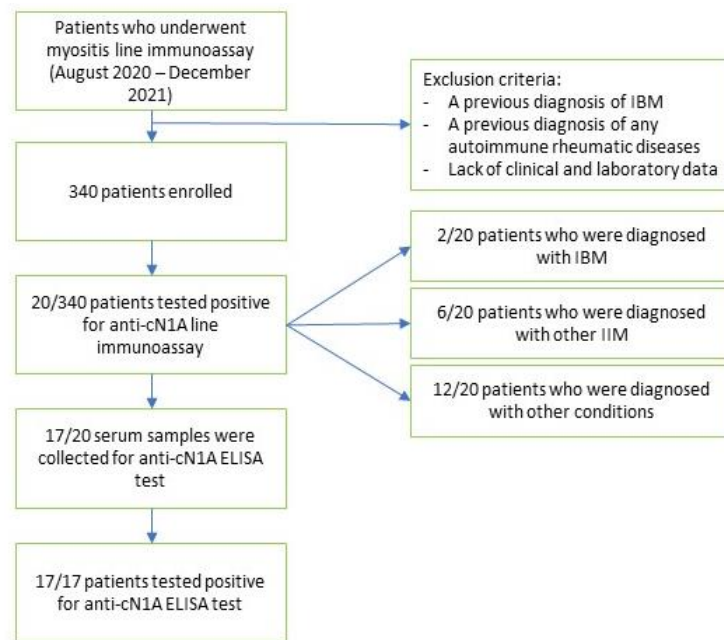 Patients who underwent
myositis line immunoassay
(August 2020 – December
2021)
Exclusion criteria:
- A previous diagnosis of IBM
- A previous diagnosis of any
autoimmune rheumatic diseases
- Lack of clinical and laboratory data
340 patients enrolled
20/340 patients tested positive
for anti-cN1A line
immunoassay
2/20 patients who were diagnosed
with IBM
6/20 patients who were diagnosed
with other IIM
12/20 patients who were diagnosed
with other conditions
17/20 serum samples were
collected for anti-cN1A ELISA
test
17/17 patients tested positive
for anti-cN1A ELISA test